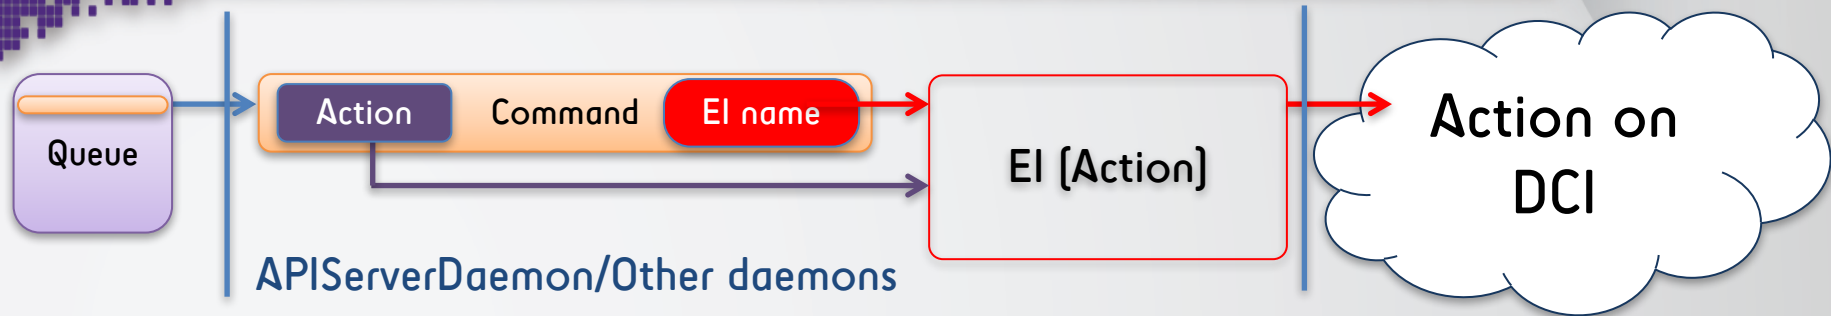 Queue
Action Command EI name
EI (Action)
Action on
DCI
APIServerDaemon/Other daemons